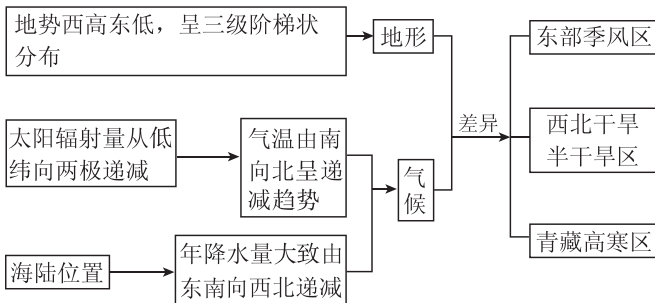 地势西高东低，呈三级阶梯状
分布
地形
太阳辐射量从低
纬向两极递减
气温由南
向北呈递
减趋势
海陆位置
年降水量大致由
东南向西北递减
气
候
差异
东部季风区
西北干旱
半干旱区
青藏高寒区